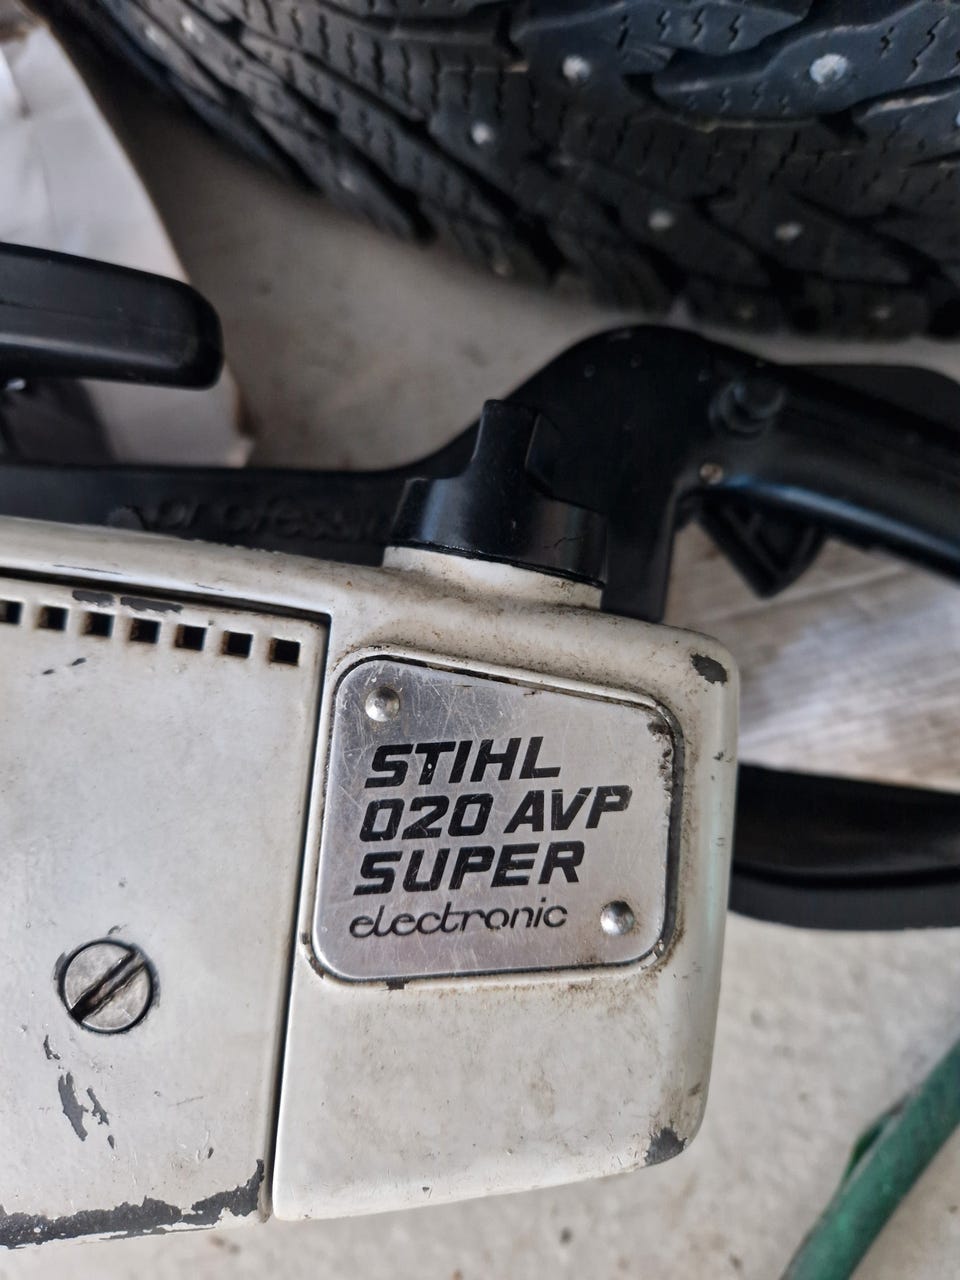 STIHL
020 AVP
SUPER
electronic